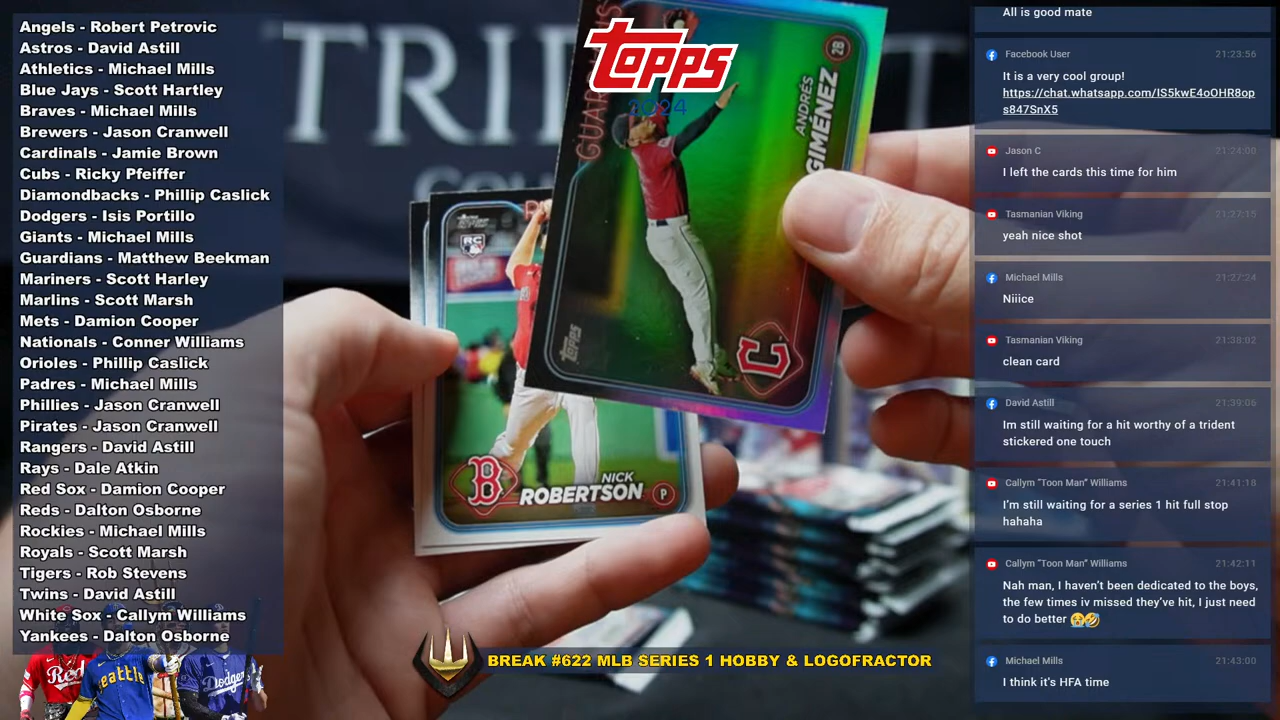 Angels - Robert Petrovic
Astros - David Astill
Athletics - Michael Mills
Blue Jays - Scott Hartley
Braves - Michael Mills
Brewers - Jason Cranwell
Cardinals - Jamie Brown
Cubs - Ricky Pfeiffer
Diamondbacks - Phillip Caslick
Dodgers - Isis Portillo
Giants - Michael Mills
Guardians - Matthew Beekman
Mariners - Scott Harley
Marlins - Scott Marsh
Mets - Damion Cooper
Nationals - Conner Williams
Orioles - Phillip Caslick
Padres - Michael Mills
Phillies - Jason Cranwell
Pirates - Jason Cranwell
Rangers - David Astill
Rays - Dale Atkin
Red Sox - Damion Cooper
Reds - Dalton Osborne
Rockies - Michael Mills
Royals - Scott Marsh
Tigers - Rob Stevens
Twins - David Astill
White Sox - Callym Williams
Yankees - Dalton Osborne
Reds
Seattle
Dodgers
TRI
T
Topps
2024
GUARDIANS
ANDRÉS
GIMÉNEZ
2B
Topps
C
Topps
RC
B
NICK
ROBERTSON
P
BREAK #622 MLB SERIES 1 HOBBY & LOGOFRACTOR
All is good mate
Facebook User 21:23:56
It is a very cool group!
https://chat.whatsapp.com/IS5kwE4oOHR8op
s847SnX5
Jason C 21:24:00
I left the cards this time for him
Tasmanian Viking 21:27:15
yeah nice shot
Michael Mills 21:27:24
Niiice
Tasmanian Viking 21:38:02
clean card
David Astill 21:39:06
Im still waiting for a hit worthy of a trident
stickered one touch
Callym “Toon Man” Williams 21:41:18
I’m still waiting for a series 1 hit full stop
hahaha
Callym “Toon Man” Williams 21:42:11
Nah man, I haven’t been dedicated to the boys,
the few times iv missed they’ve hit, I just need
to do better 😭🤣
Michael Mills 21:43:00
I think it's HFA time